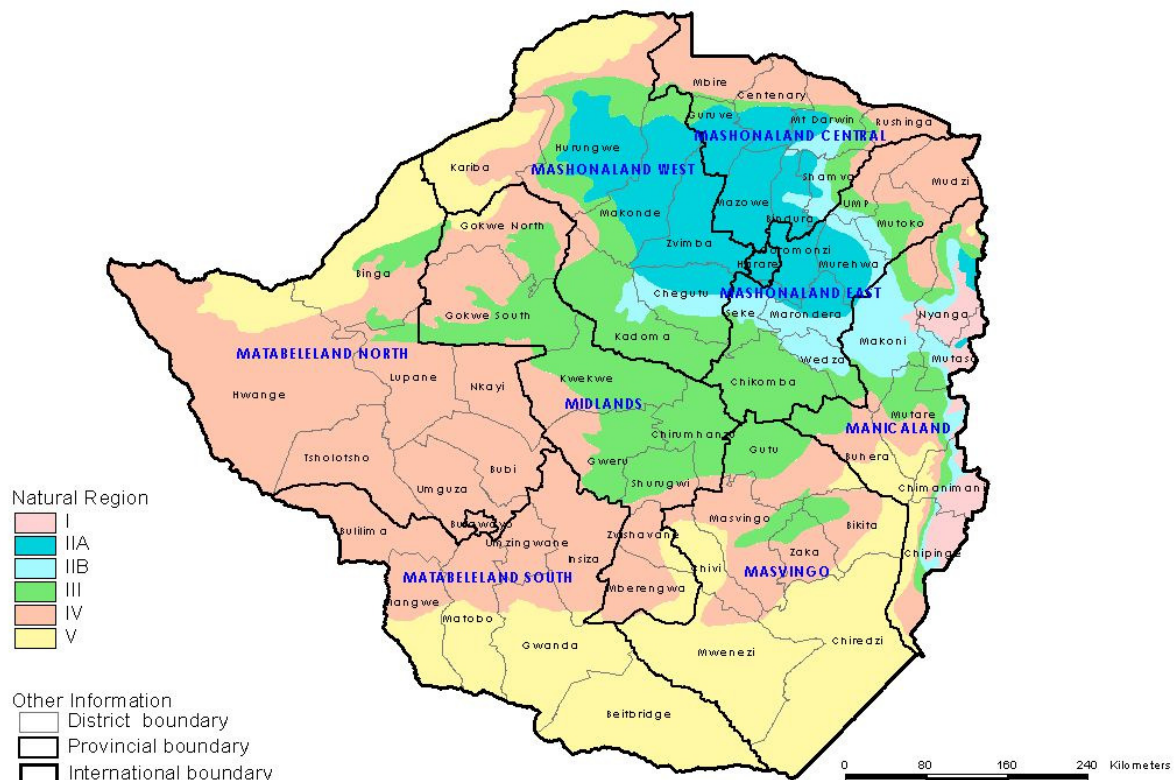 Mbire
Centenary
Guruve
Mt Darwin
Rushinga
MASHONALAND CENTRAL
Hurungwe
MASHONALAND WEST
Shamva
Kariba
Mudzi
Mazowe
UMP
Makonde
Bindura
Mutoko
Gokwe North
Zvimba
Harare
Murehwa
Binga
Chegutu
MASHONALAND EAST
Seke
Marondera
Nyanga
Gokwe South
Kadoma
Makoni
MATABELELAND NORTH
Wedza
Mutasa
Lupane
Nkayi
Kwekwe
Chikomba
Hwange
MIDLANDS
Mutare
MANICALAND
Chirumhanzu
Tsholotsho
Bubi
Gweru
Gutu
Buhera
Umguza
Shurugwi
Chimanimani
Natural Region
I
IIA
IIB
III
IV
V
Bulilima
Bulawayo
Umzingwane
Masvingo
Bikita
Zvishavane
Insiza
Zaka
Chipinge
MATABELELAND SOUTH
Chivi
MASVINGO
Mberengwa
Matobo
Gwanda
Mwenezi
Chiredzi
Beitbridge
Other Information
District boundary
Provincial boundary
International boundary
0 80 160 240 Kilometers